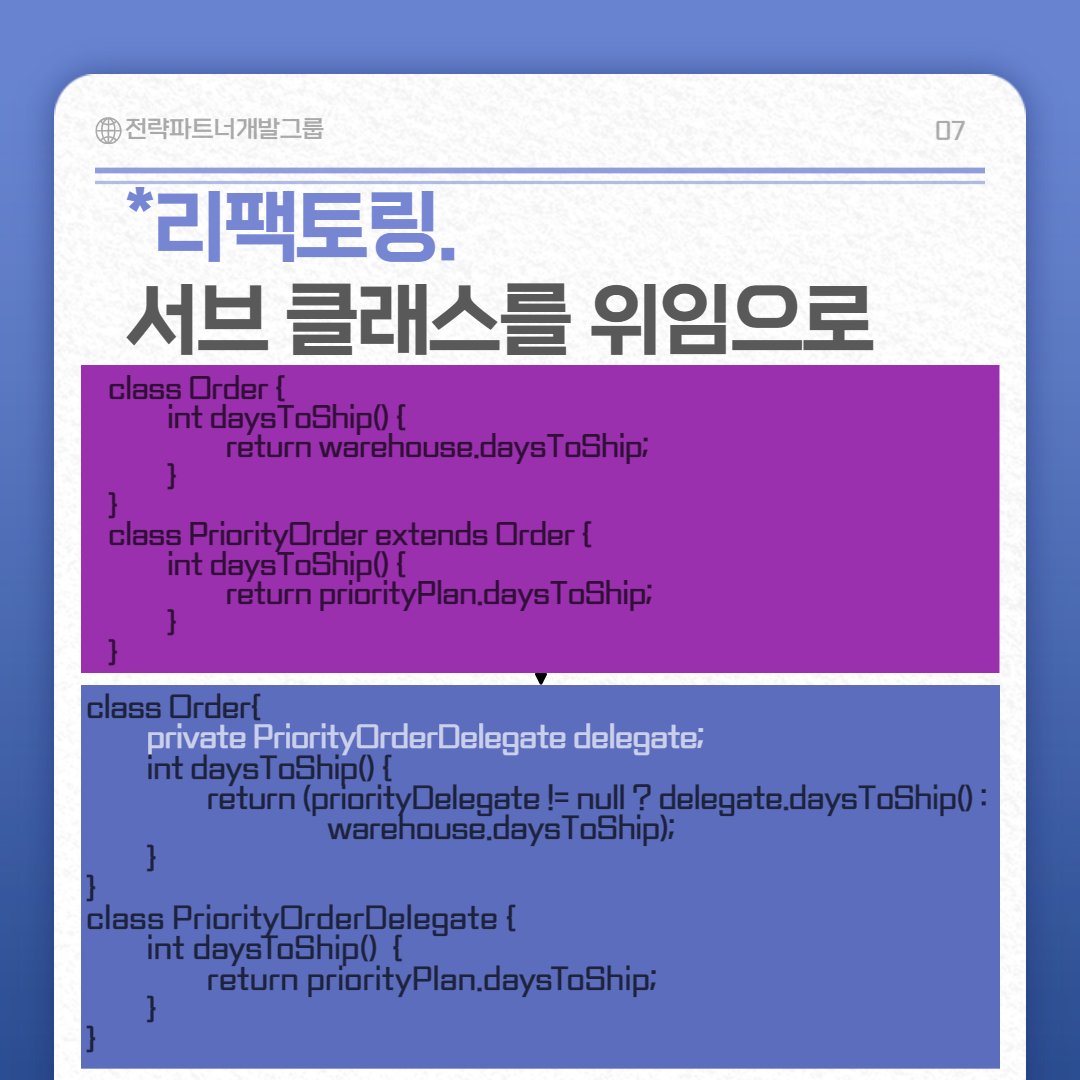 전략파트너개발그룹
07
*리팩토링.
서브 클래스를 위임으로
class Order {
int daysToShip() {
return warehouse.daysToShip;
}
}
class PriorityOrder extends Order {
int daysToShip() {
return priorityPlan.daysToShip;
}
}
class Order{
private PriorityOrderDelegate delegate;
int daysToShip() {
return (priorityDelegate != null ? delegate.daysToShip() :
warehouse.daysToShip);
}
}
class PriorityOrderDelegate {
int daysToShip()  {
return priorityPlan.daysToShip;
}
}